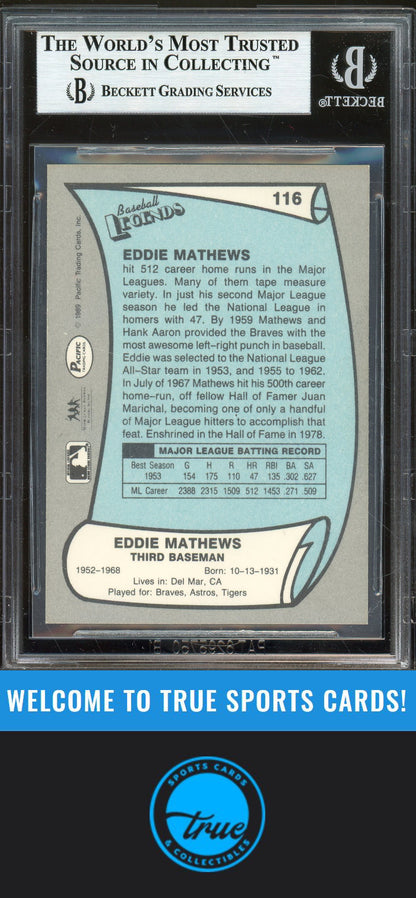 THE WORLD'S MOST TRUSTED
SOURCE IN COLLECTING™
B BECKETT GRADING SERVICES
B
BECKETT®
116
Baseball
LEGENDS
EDDIE MATHEWS
hit 512 career home runs in the Major
Leagues. Many of them tape measure
variety. In just his second Major League
season he led the National League in
homers with 47. By 1959 Mathews and
Hank Aaron provided the Braves with the
most awesome left-right punch in baseball.
Eddie was selected to the National League
All-Star team in 1953, and 1955 to 1962.
In July of 1967 Mathews hit his 500th career
home-run, off fellow Hall of Famer Juan
Marichal, becoming one of only a handful
of Major League hitters to accomplish that
feat. Enshrined in the Hall of Fame in 1978.
© 1989 Pacific Trading Cards, Inc.
PACIFIC
TRADING CARDS
MAJOR LEAGUE BATTING RECORD
Best Season G H R HR RBI BA SA
1953 154 175 110 47 135 .302 .627
ML Career 2388 2315 1509 512 1453 .271 .509
EDDIE MATHEWS
THIRD BASEMAN
1952-1968 Born: 10-13-1931
Lives in: Del Mar, CA
Played for: Braves, Astros, Tigers
WELCOME TO TRUE SPORTS CARDS!
SPORTS CARDS
true
& COLLECTIBLES